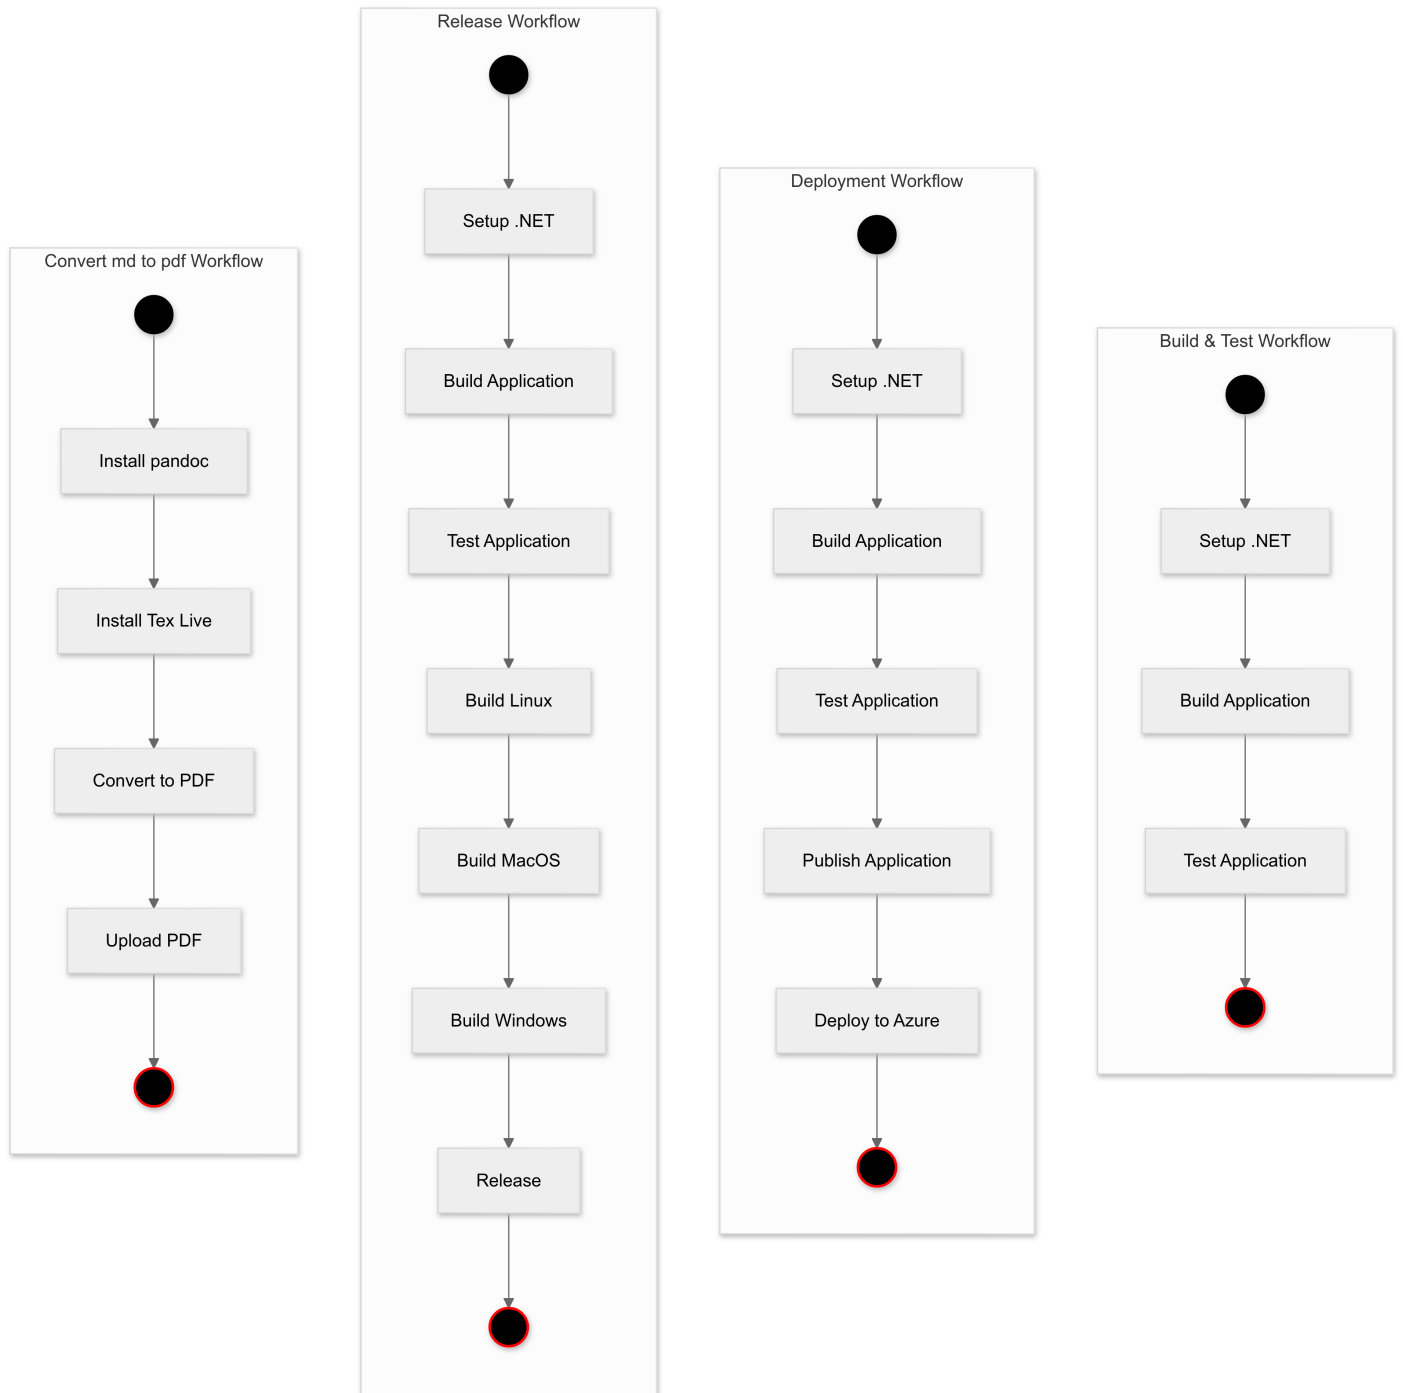 Convert md to pdf Workflow
Install pandoc
Install Tex Live
Convert to PDF
Upload PDF
Release Workflow
Setup .NET
Build Application
Test Application
Build Linux
Build MacOS
Build Windows
Release
Deployment Workflow
Setup .NET
Build Application
Test Application
Publish Application
Deploy to Azure
Build & Test Workflow
Setup .NET
Build Application
Test Application